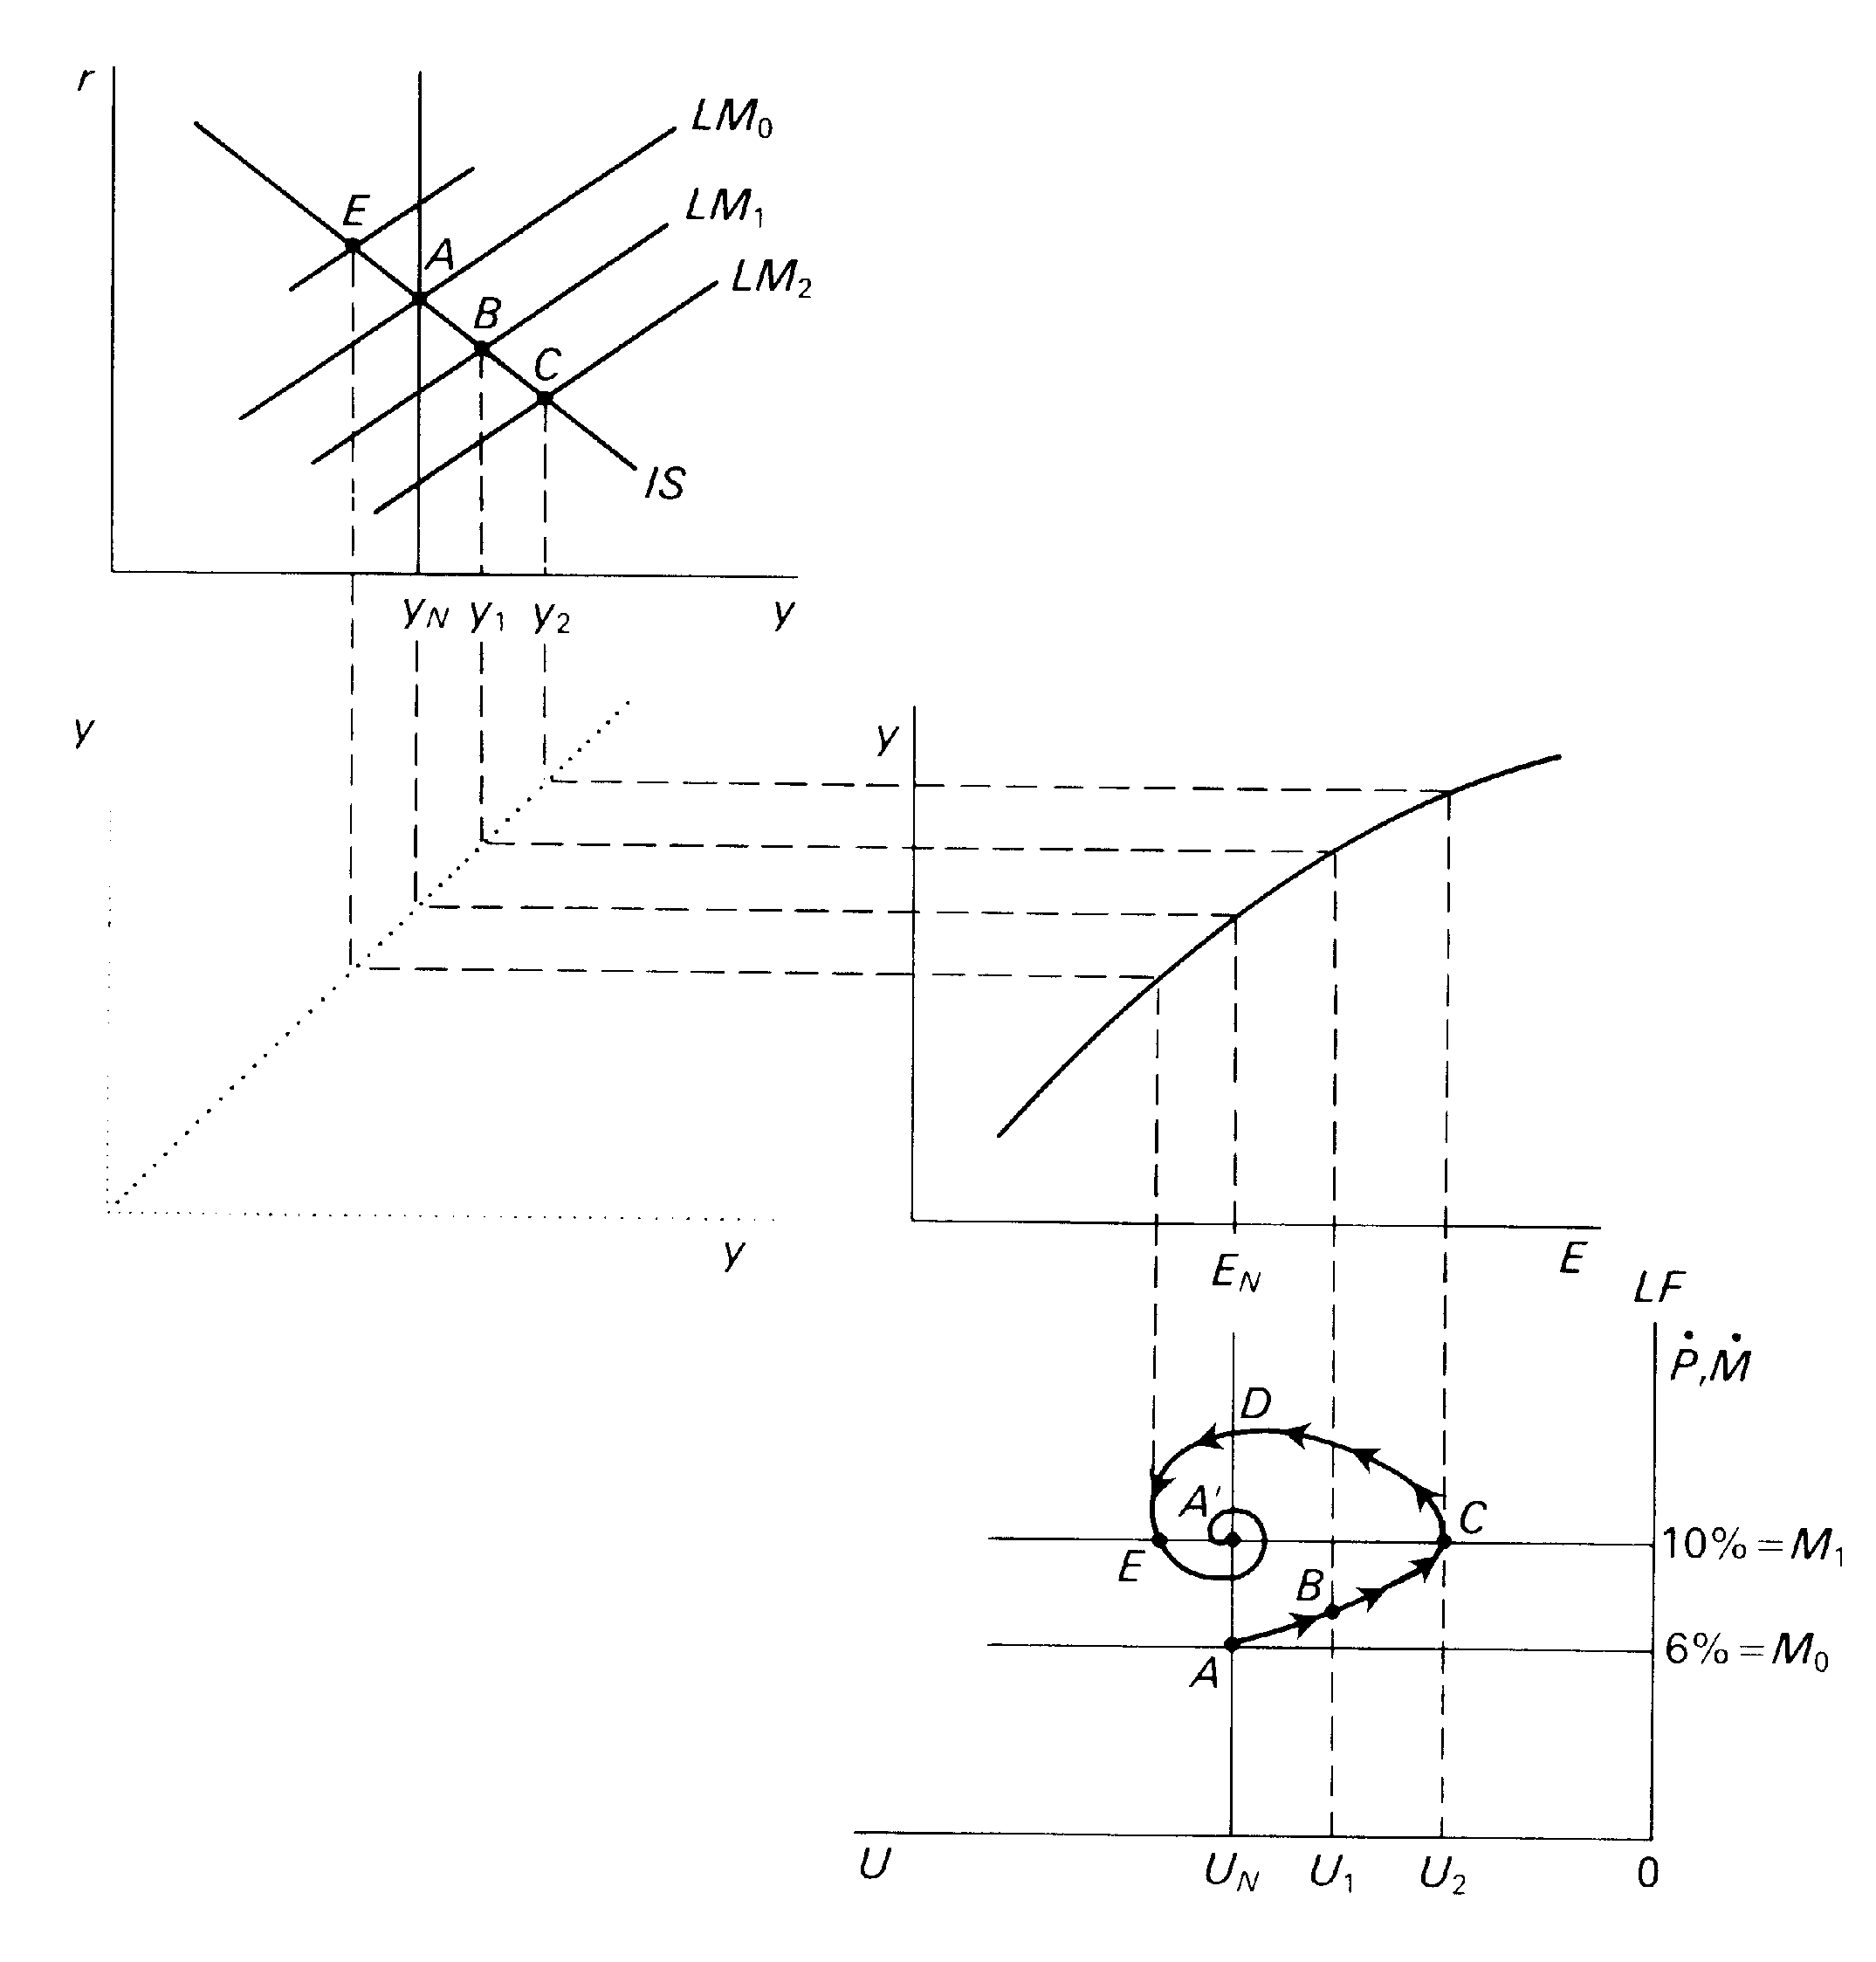 r
LM₀
LM₁
E
A
LM₂
B
C
IS
yN y₁ y₂ y
y
y
y
EN E
LF
Ṗ,Ṁ
D
A'
C
10% = M₁
E
B
6% = M₀
A
U UN U₁ U₂ 0